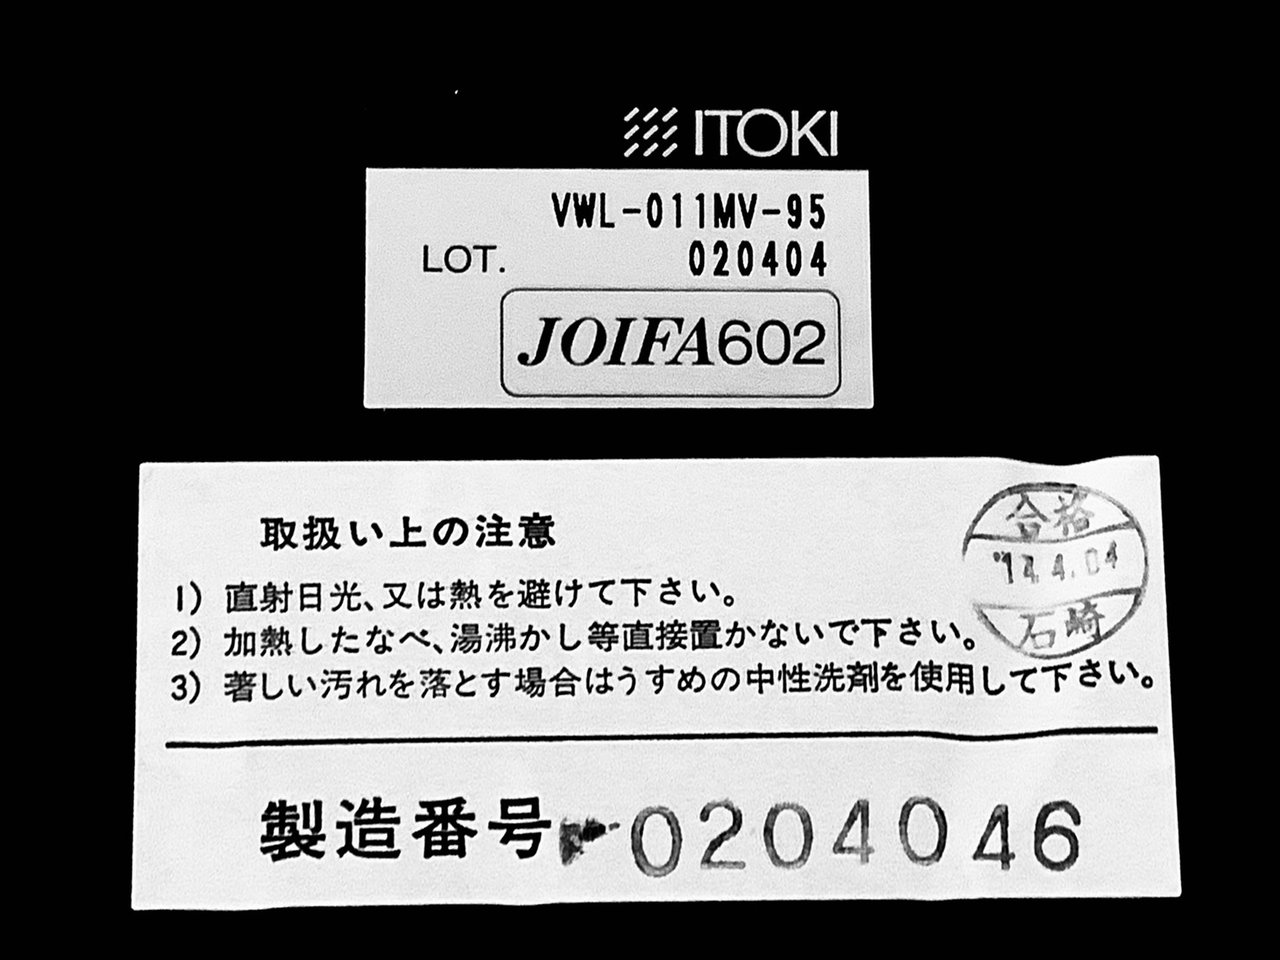 ITOKI
VWL-011MV-95
LOT. 020404
JOIFA602
取扱い上の注意
合格
'14.4.04
石崎
1) 直射日光、又は熱を避けて下さい。
2) 加熱したなべ、湯沸かし等直接置かないで下さい。
3) 著しい汚れを落とす場合はうすめの中性洗剤を使用して下さい。
製造番号 0204046